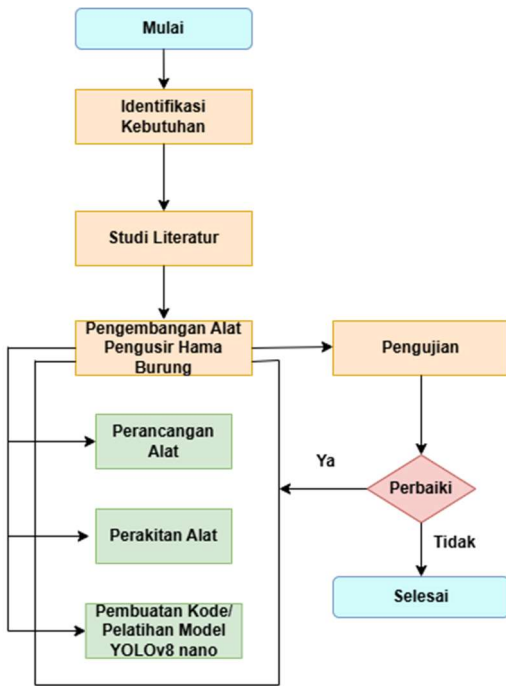 Mulai
Identifikasi
Kebutuhan
Studi Literatur
Pengembangan Alat
Pengusir Hama
Burung
Pengujian
Perancangan
Alat
Ya
Perbaiki
Perakitan Alat
Tidak
Selesai
Pembuatan Kode/
Pelatihan Model
YOLOv8 nano